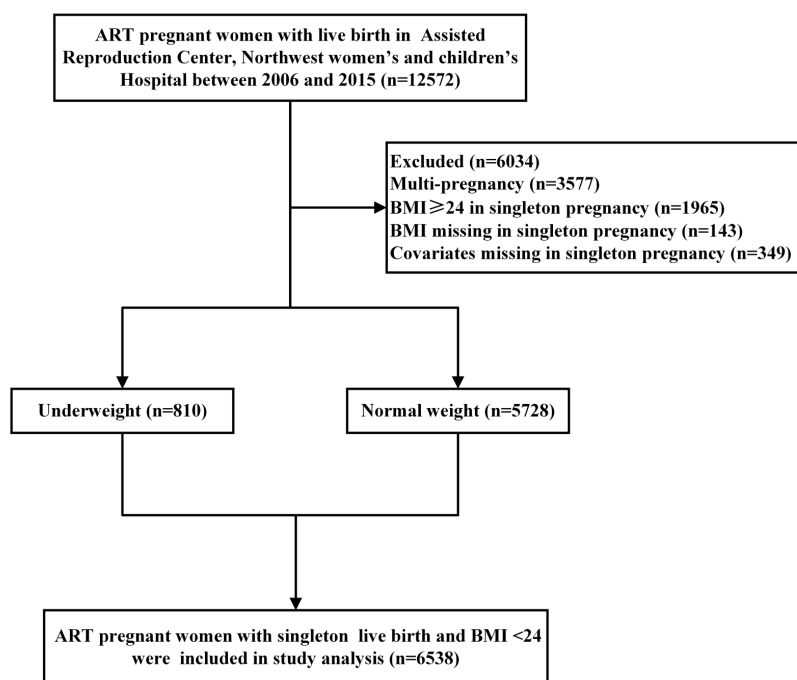 ART pregnant women with live birth in Assisted
Reproduction Center, Northwest women's and children's
Hospital between 2006 and 2015 (n=12572)
Excluded (n=6034)
Multi-pregnancy (n=3577)
BMI≥24 in singleton pregnancy (n=1965)
BMI missing in singleton pregnancy (n=143)
Covariates missing in singleton pregnancy (n=349)
Underweight (n=810)
Normal weight (n=5728)
ART pregnant women with singleton live birth and BMI <24
were included in study analysis (n=6538)